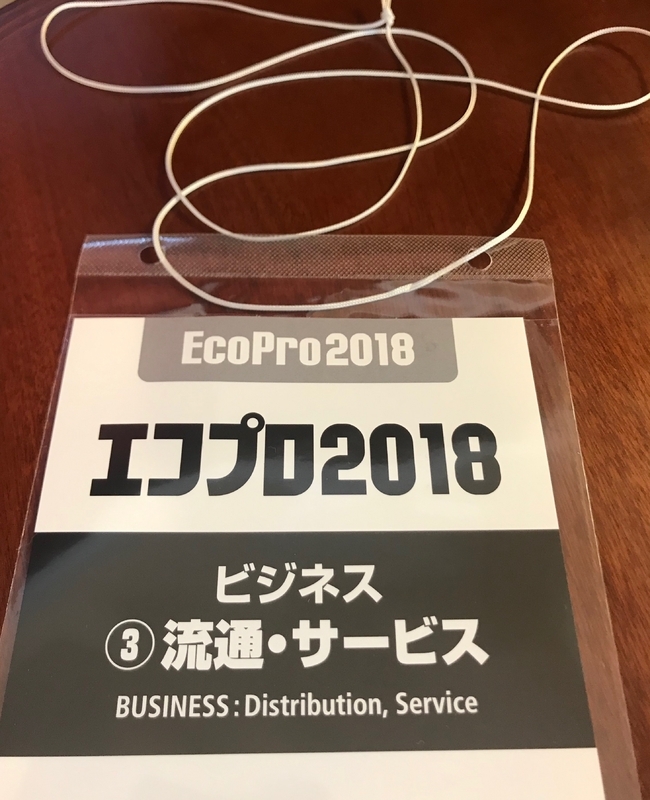 EcoPro2018
エコプロ2018
ビジネス
③流通・サービス
BUSINESS : Distribution, Service